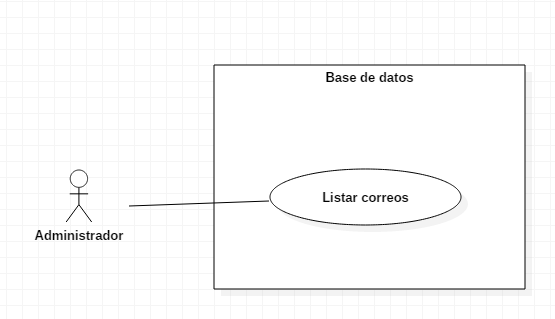 Base de datos
Listar correos
Administrador